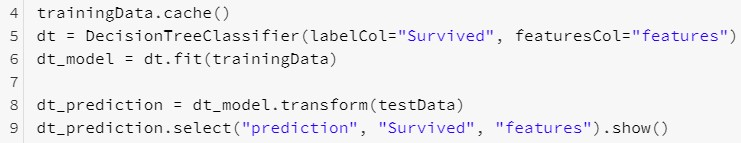 4 trainingData.cache()
5 dt = DecisionTreeClassifier(labelCol="Survived", featuresCol="features")
6 dt_model = dt.fit(trainingData)
7
8 dt_prediction = dt_model.transform(testData)
9 dt_prediction.select("prediction", "Survived", "features").show()